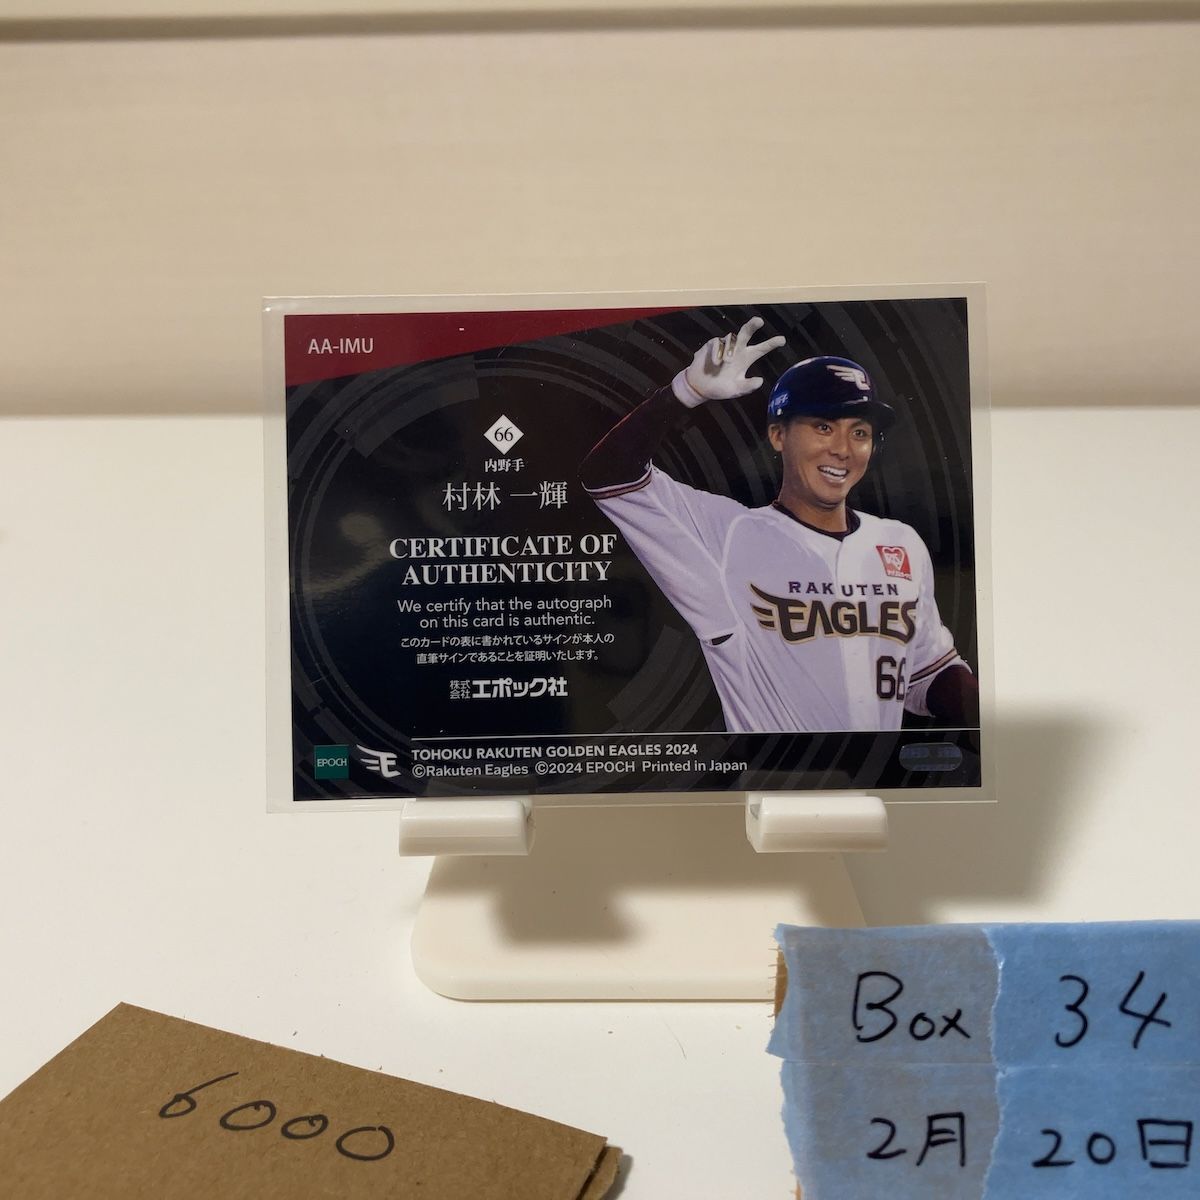 AA-IMU
66
内野手
村林 一輝
CERTIFICATE OF
AUTHENTICITY
We certify that the autograph
on this card is authentic.
このカードの表に書かれているサインが本人の
直筆サインであることを証明いたします。
株式会社エポック社
RAKUTEN
EAGLES
66
EPOCH
E
TOHOKU RAKUTEN GOLDEN EAGLES 2024
©Rakuten Eagles ©2024 EPOCH Printed in Japan
6000
Box 34
2月 20日